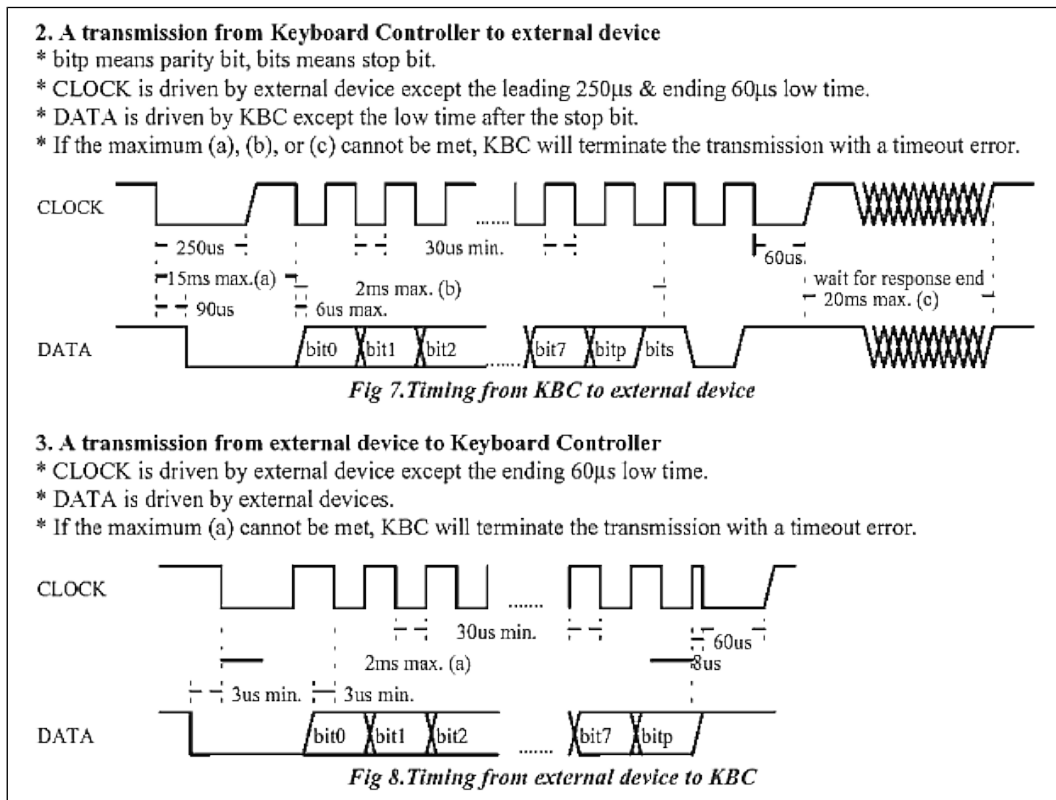 2. A transmission from Keyboard Controller to external device
* bitp means parity bit, bits means stop bit.
* CLOCK is driven by external device except the leading 250μs & ending 60μs low time.
* DATA is driven by KBC except the low time after the stop bit.
* If the maximum (a), (b), or (c) cannot be met, KBC will terminate the transmission with a timeout error.
CLOCK
250us
30us min.
60us
15ms max.(a)
2ms max. (b)
wait for response end
20ms max. (c)
90us
6us max.
DATA
bit0 bit1 bit2 ........ bit7 bitp bits
Fig 7.Timing from KBC to external device
3. A transmission from external device to Keyboard Controller
* CLOCK is driven by external device except the ending 60μs low time.
* DATA is driven by external devices.
* If the maximum (a) cannot be met, KBC will terminate the transmission with a timeout error.
CLOCK
30us min.
60us
2ms max. (a)
8us
3us min.
3us min.
DATA
bit0 bit1 bit2 ....... bit7 bitp
Fig 8.Timing from external device to KBC